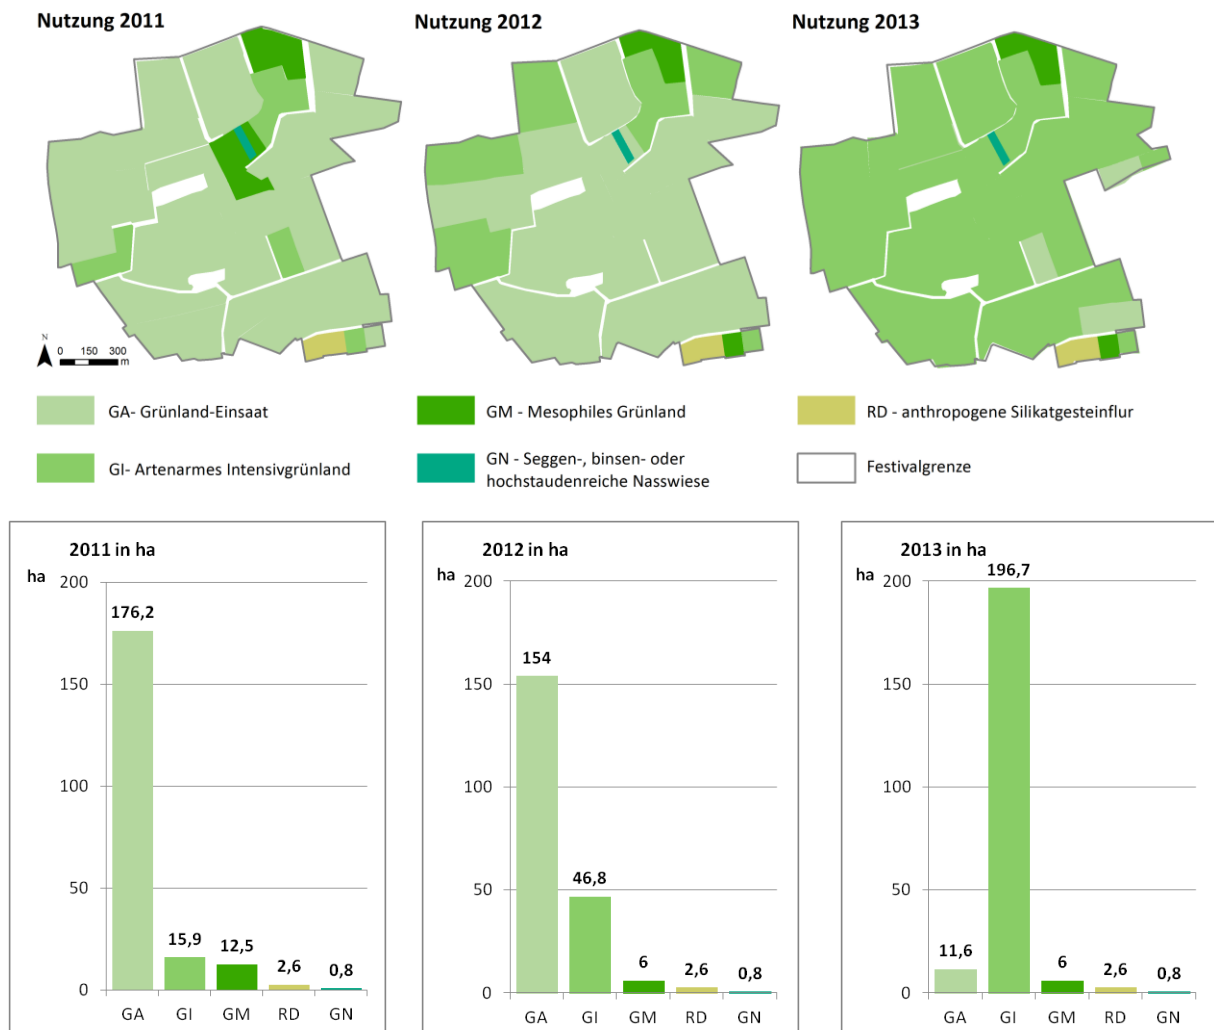 Nutzung 2011
Nutzung 2012
Nutzung 2013
N
0 150 300
m
GA- Grünland-Einsaat
GM - Mesophiles Grünland
RD - anthropogene Silikatgesteinflur
GI- Artenarmes Intensivgrünland
GN - Seggen-, binsen- oder
hochstaudenreiche Nasswiese
Festivalgrenze
2011 in ha
ha
200
150
100
50
0
176,2
15,9
12,5
2,6
0,8
GA GI GM RD GN
2012 in ha
ha
200
150
100
50
0
154
46,8
6
2,6
0,8
GA GI GM RD GN
2013 in ha
ha
200
150
100
50
0
11,6
196,7
6
2,6
0,8
GA GI GM RD GN